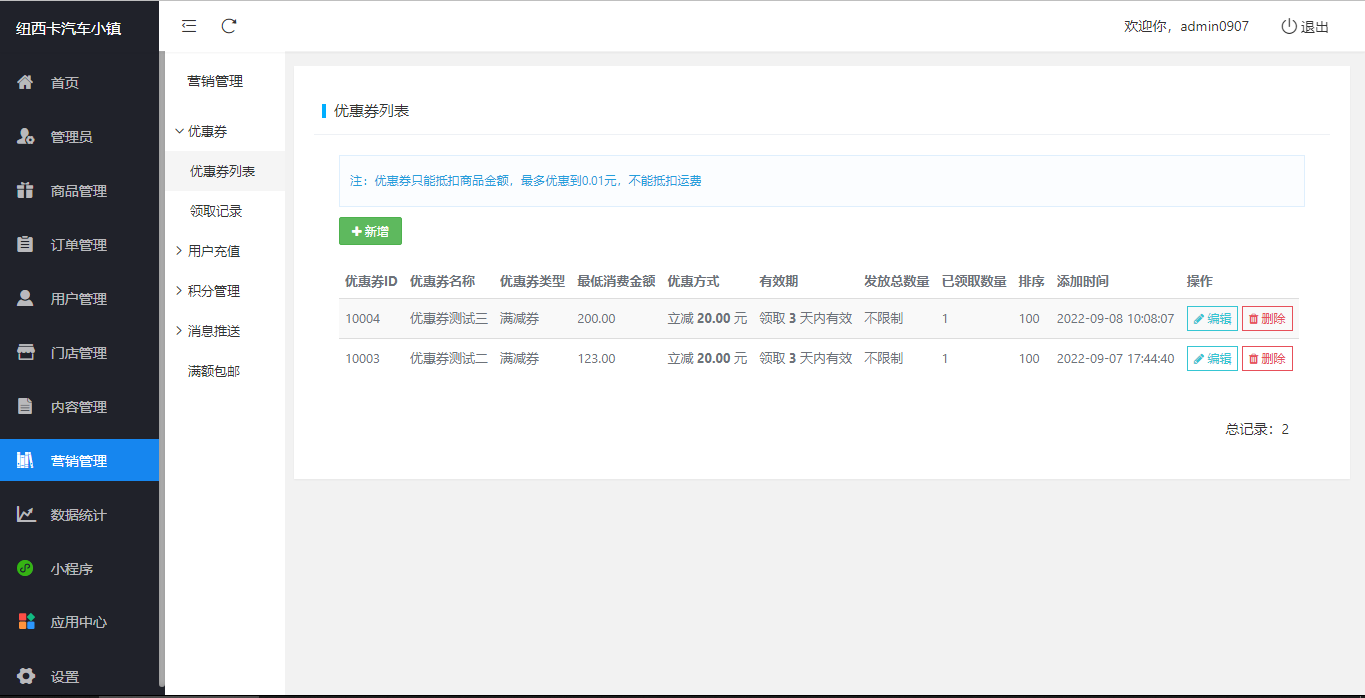 纽西卡汽车小镇
首页
管理员
商品管理
订单管理
用户管理
门店管理
内容管理
营销管理
数据统计
小程序
应用中心
设置
欢迎你，admin0907 退出
营销管理
优惠券
优惠券列表
领取记录
用户充值
积分管理
消息推送
满额包邮
优惠券列表
注：优惠券只能抵扣商品金额，最多优惠到0.01元，不能抵扣运费
新增
优惠券ID 优惠券名称 优惠券类型 最低消费金额 优惠方式 有效期 发放总数量 已领取数量 排序 添加时间 操作
10004 优惠券测试三 满减券 200.00 立减 20.00 元 领取 3 天内有效 不限制 1 100 2022-09-08 10:08:07 编辑 删除
10003 优惠券测试二 满减券 123.00 立减 20.00 元 领取 3 天内有效 不限制 1 100 2022-09-07 17:44:40 编辑 删除
总记录：2